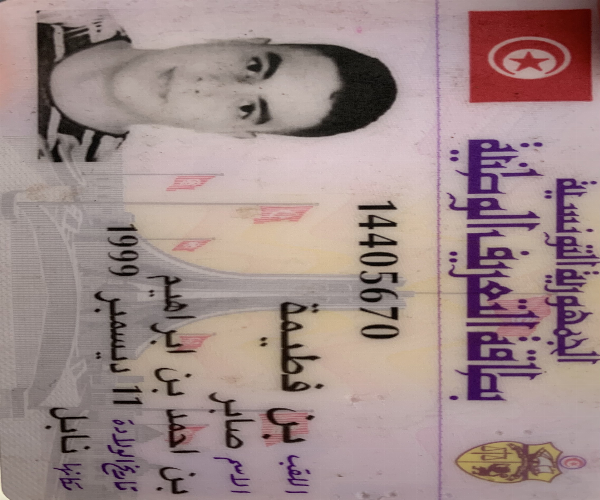 الجمهورية التونسية
بطاقة التعريف الوطنية
14405670
اللقب بن فطيمة
الاسم صابر
بن احمد بن ابراهيم
تاريخ الولادة 11 ديسمبر 1999
مكانها نابل